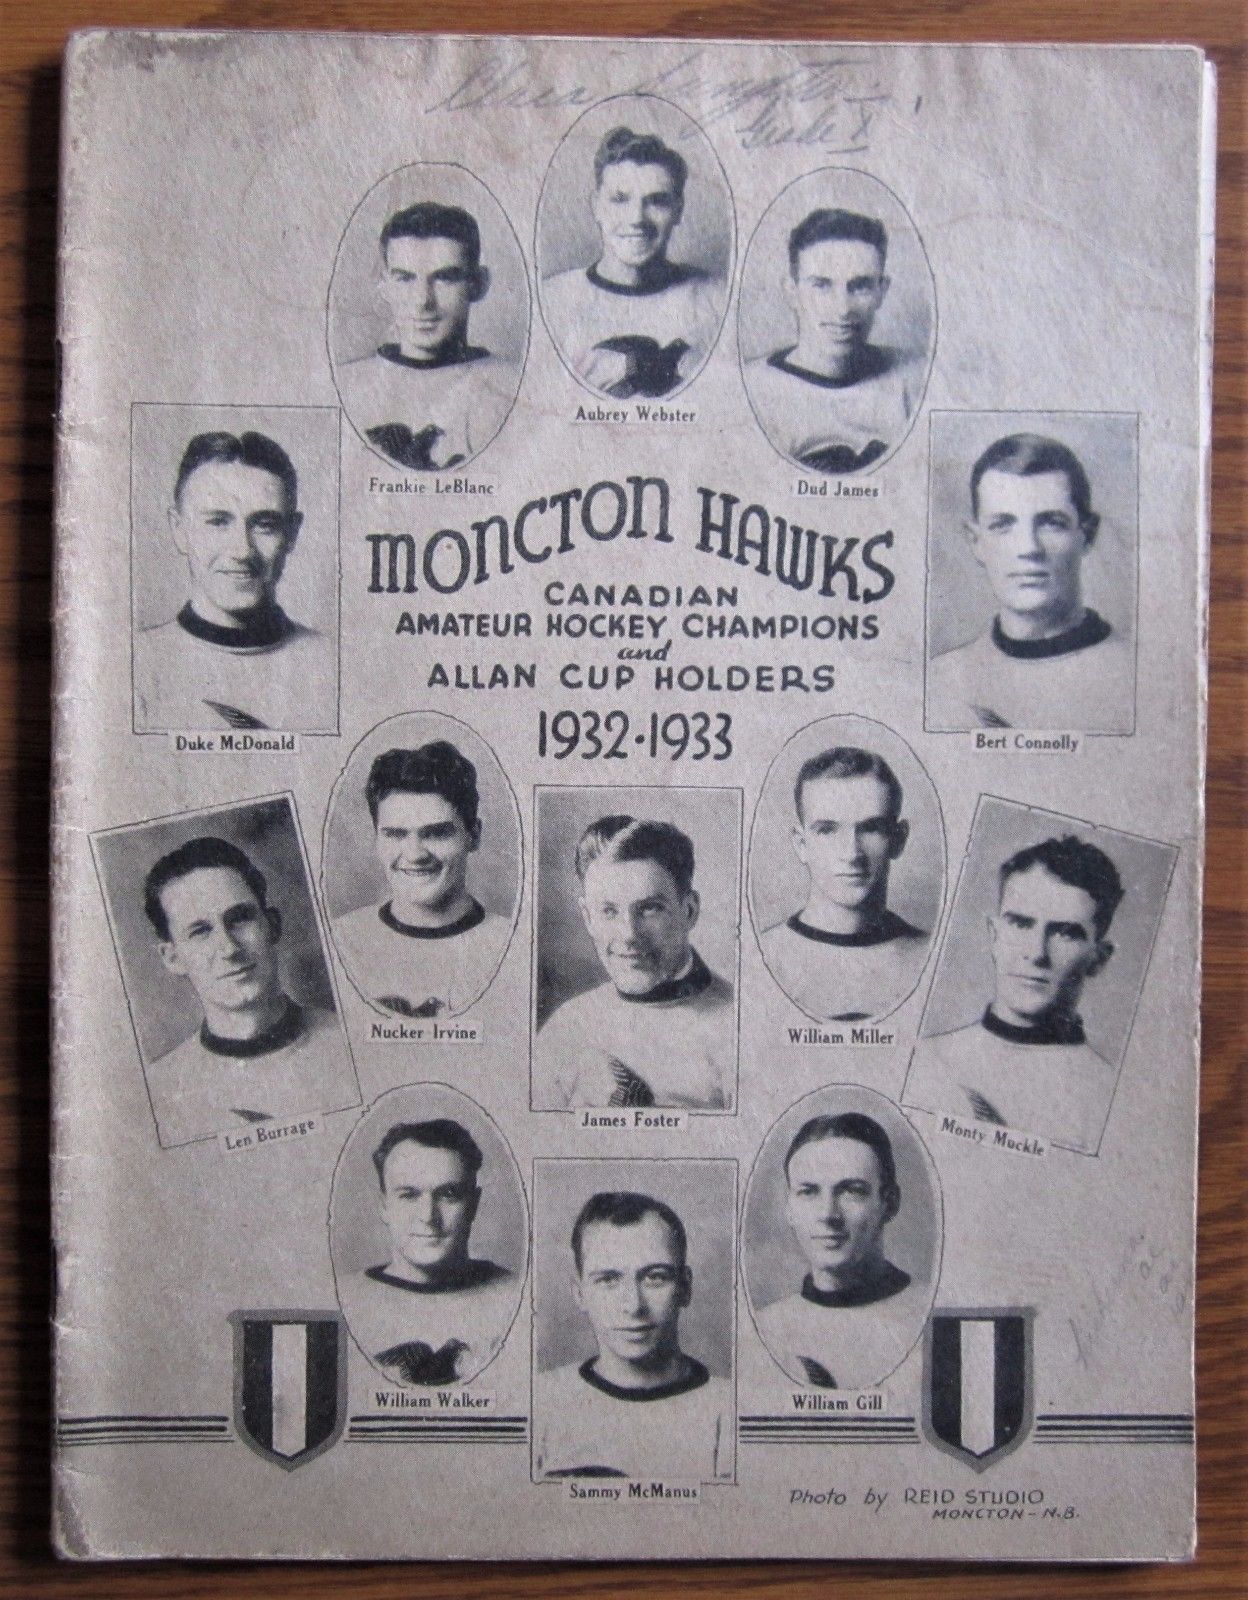 Grade X
Aubrey Webster
Frankie LeBlanc
Dud James
MONCTON HAWKS
CANADIAN
AMATEUR HOCKEY CHAMPIONS
and
ALLAN CUP HOLDERS
1932-1933
Duke McDonald
Bert Connolly
Nucker Irvine
William Miller
Len Burrage
James Foster
Monty Muckle
William Walker
William Gill
Sammy McManus
Photo by REID STUDIO
MONCTON - N.B.